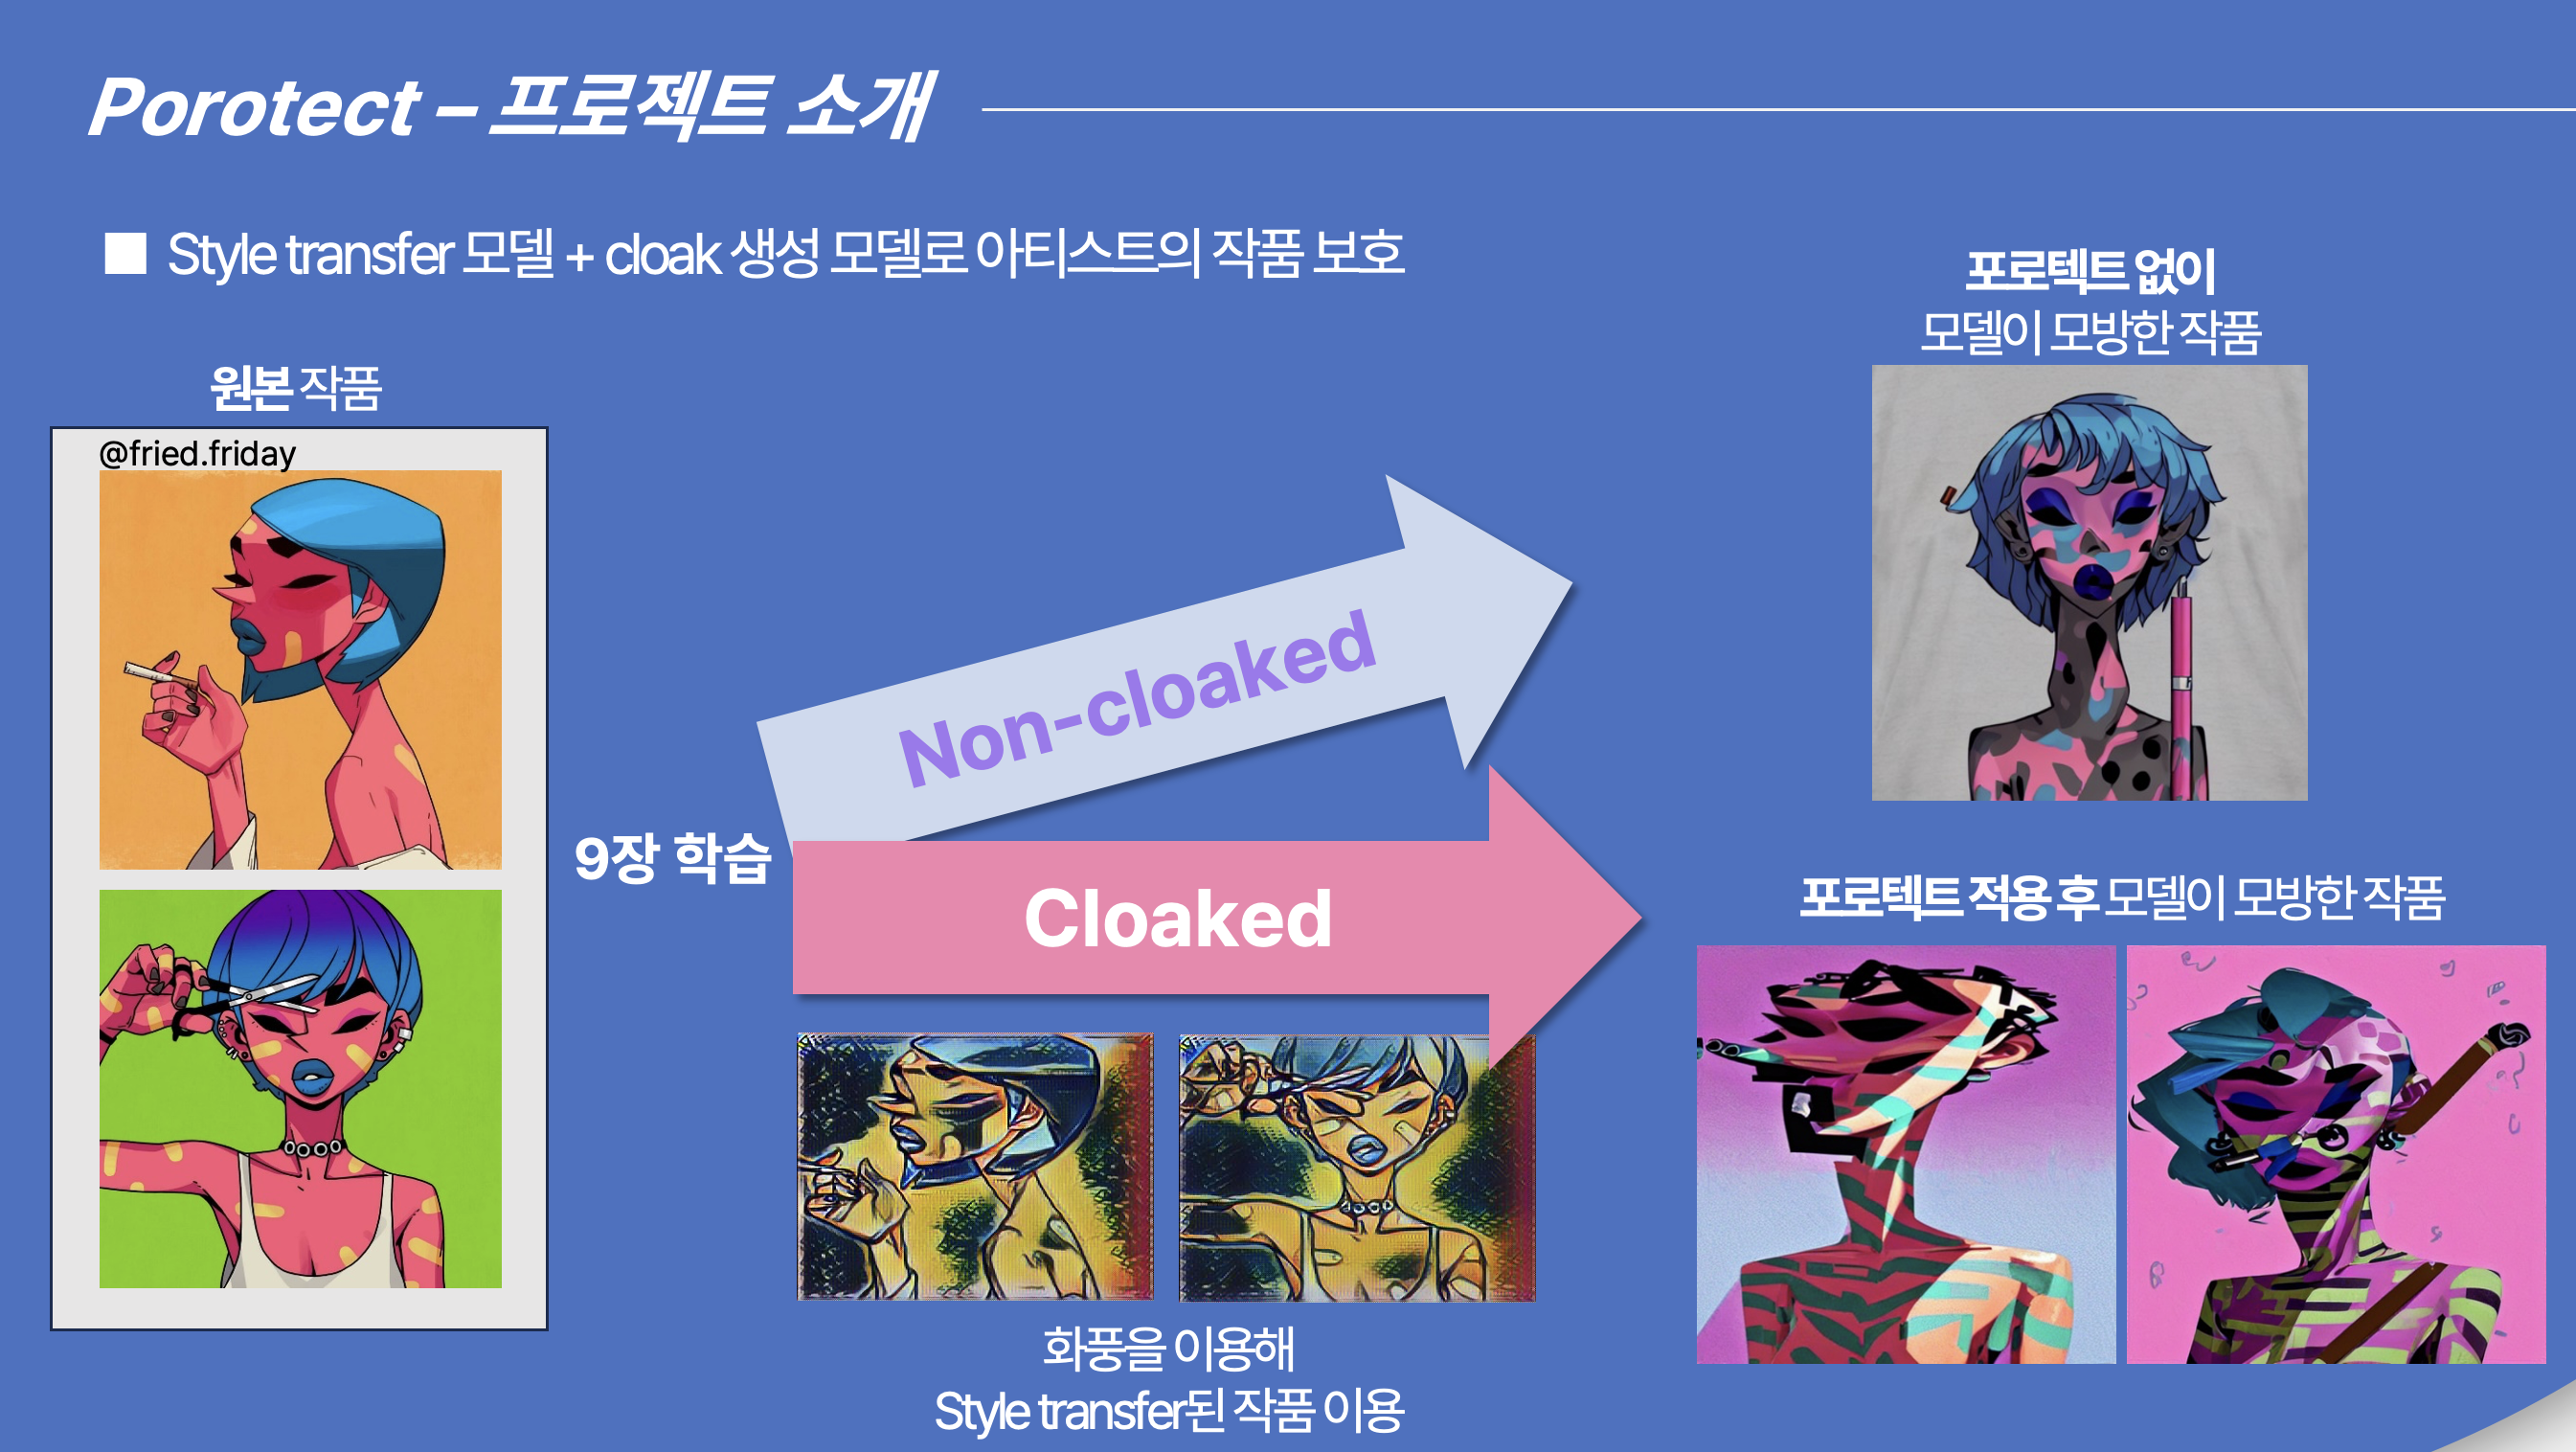 Porotect – 프로젝트 소개
■ Style transfer 모델 + cloak 생성 모델로 아티스트의 작품 보호
원본 작품
@fried.friday
9장 학습
Non-cloaked
Cloaked
화풍을 이용해
Style transfer된 작품 이용
포로텍트 없이
모델이 모방한 작품
포로텍트 적용 후 모델이 모방한 작품